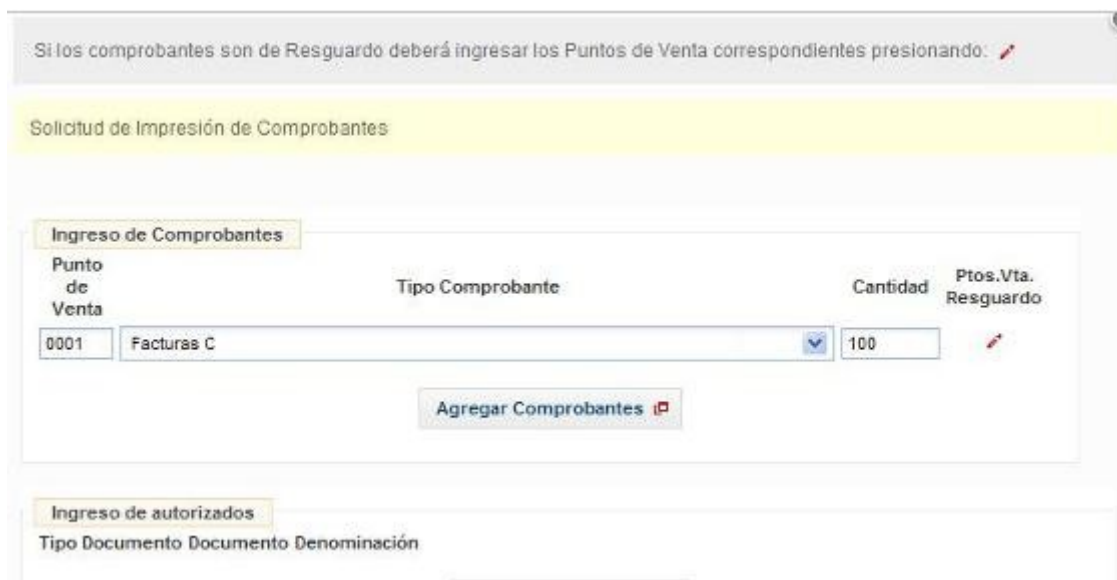 Si los comprobantes son de Resguardo deberá ingresar los Puntos de Venta correspondientes presionando:
Solicitud de Impresión de Comprobantes
Ingreso de Comprobantes
Punto de Venta
Tipo Comprobante
Cantidad
Ptos.Vta. Resguardo
0001
Facturas C
100
Agregar Comprobantes
Ingreso de autorizados
Tipo Documento Documento Denominación